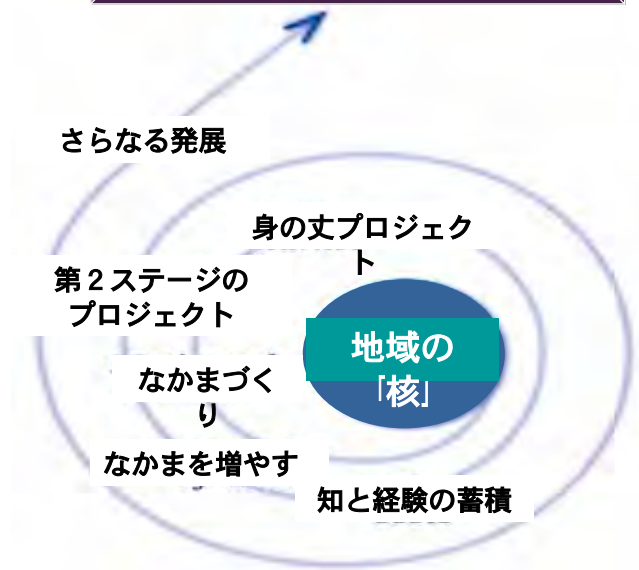 さらなる発展
身の丈プロジェク
ト
第２ステージの
プロジェクト
地域の
「核」
なかまづく
り
なかまを増やす
知と経験の蓄積